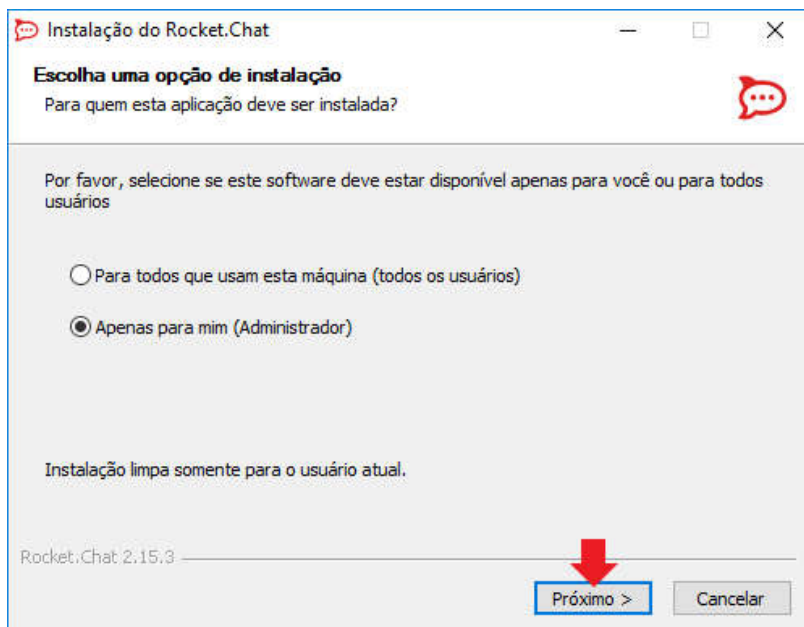 Instalação do Rocket.Chat
Escolha uma opção de instalação
Para quem esta aplicação deve ser instalada?
Por favor, selecione se este software deve estar disponível apenas para você ou para todos
usuários
Para todos que usam esta máquina (todos os usuários)
Apenas para mim (Administrador)
Instalação limpa somente para o usuário atual.
Rocket.Chat 2.15.3
Próximo >
Cancelar